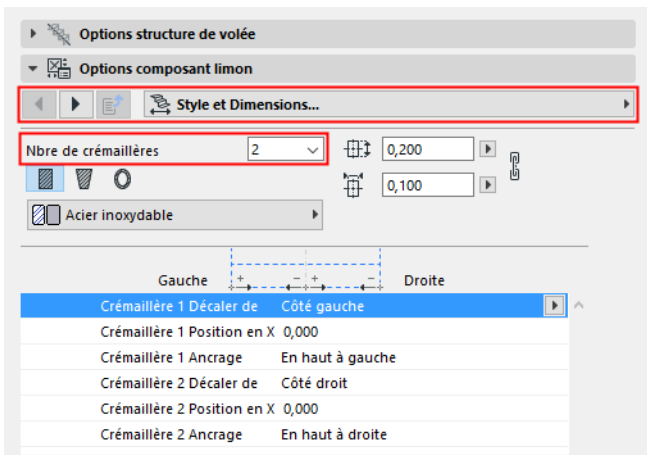 Options structure de volée
Options composant limon
Style et Dimensions...
Nbre de crémaillères 2 0,200
0,100
Acier inoxydable
Gauche + - + - Droite
Crémaillère 1 Décaler de Côté gauche
Crémaillère 1 Position en X 0,000
Crémaillère 1 Ancrage En haut à gauche
Crémaillère 2 Décaler de Côté droit
Crémaillère 2 Position en X 0,000
Crémaillère 2 Ancrage En haut à droite